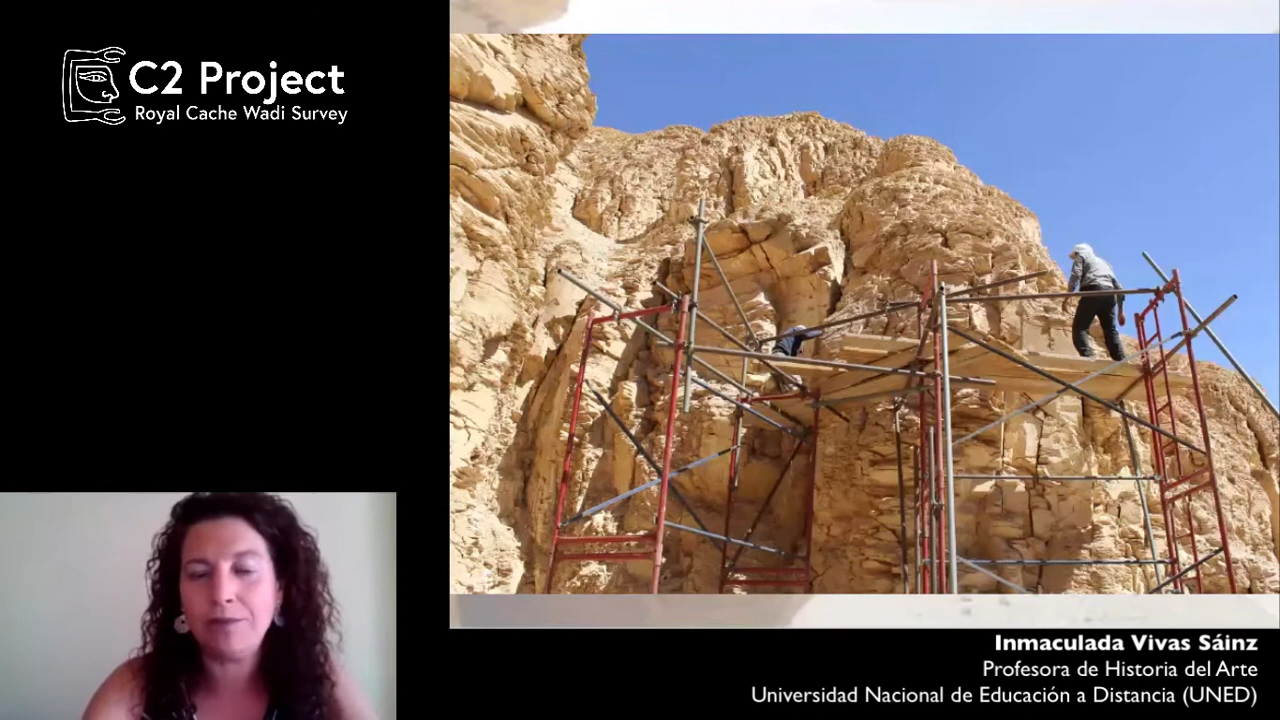 C2 Project
Royal Cache Wadi Survey
Inmaculada Vivas Sáinz
Profesora de Historia del Arte
Universidad Nacional de Educación a Distancia (UNED)